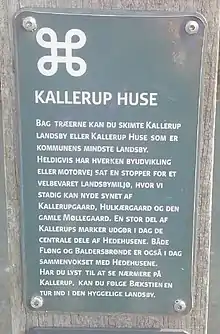 KALLERUP HUSE
BAG TRÆERNE KAN DU SKIMTE KALLERUP
LANDSBY ELLER KALLERUP HUSE SOM ER
KOMMUNENS MINDSTE LANDSBY.
HELDIGVIS HAR HVERKEN BYUDVIKLING
ELLER MOTORVEJ SAT EN STOPPER FOR ET
VELBEVARET LANDSBYMILJØ, HVOR VI
STADIG KAN NYDE SYNET AF
KALLERUPGAARD, HULKÆRGAARD OG DEN
GAMLE MØLLEGAARD. EN STOR DEL AF
KALLERUPS MARKER UDGØR I DAG DE
CENTRALE DELE AF HEDEHUSENE. BÅDE
FLØNG OG BALDERSBRØNDE ER OGSÅ I DAG
SAMMENVOKSET MED HEDEHUSENE.
HAR DU LYST TIL AT SE NÆRMERE PÅ
KALLERUP, KAN DU FØLGE BÆKSTIEN EN
TUR IND I DEN HYGGELIGE LANDSBY.